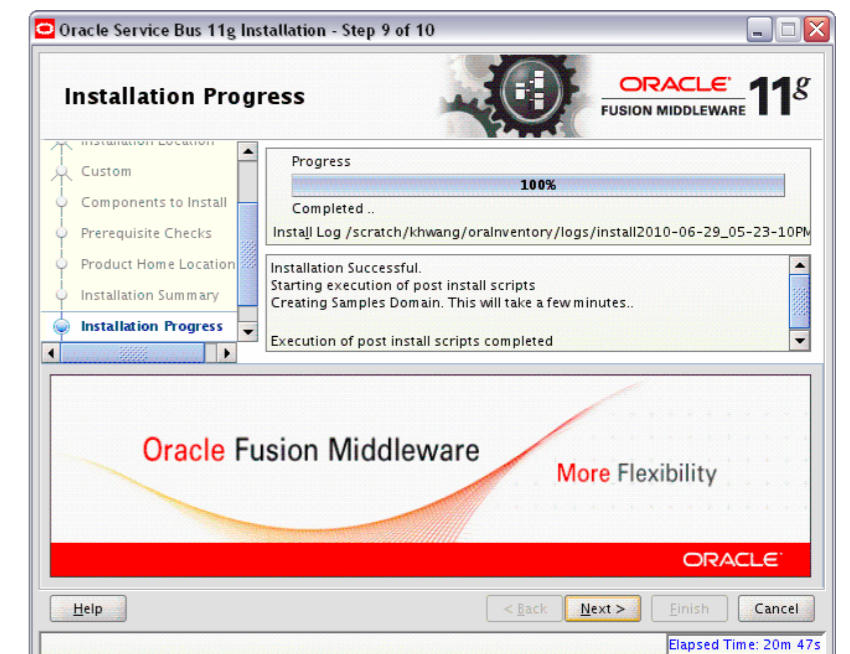 Oracle Service Bus 11g Installation - Step 9 of 10
Installation Progress
ORACLE
FUSION MIDDLEWARE
11g
Installation Location
Custom
Components to Install
Prerequisite Checks
Product Home Location
Installation Summary
Installation Progress
Progress
100%
Completed ..
Install Log /scratch/khwang/oraInventory/logs/install2010-06-29_05-23-10PM
Installation Successful.
Starting execution of post install scripts
Creating Samples Domain. This will take a few minutes..
Execution of post install scripts completed
Oracle Fusion Middleware
More Flexibility
ORACLE
Help
< Back
Next >
Finish
Cancel
Elapsed Time: 20m 47s